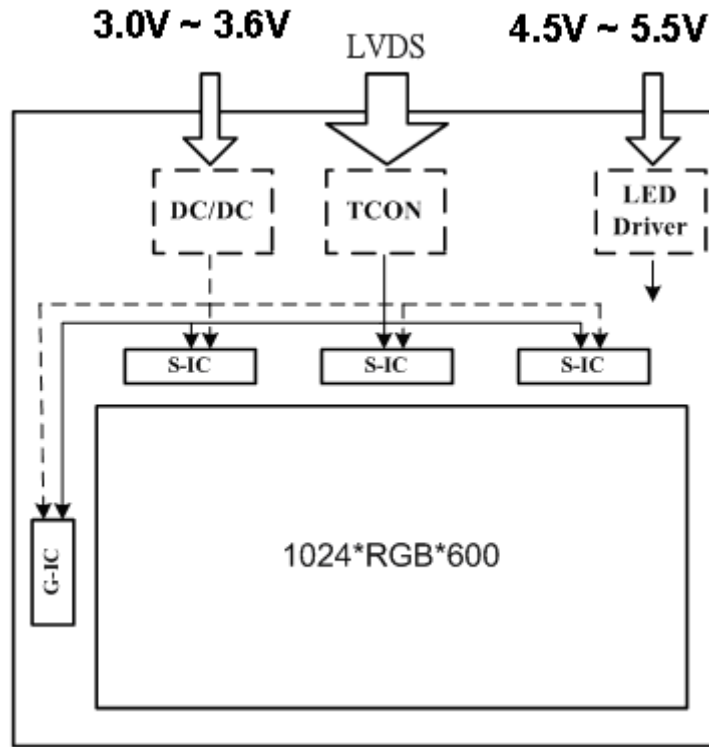 3.0V ~ 3.6V
LVDS
4.5V ~ 5.5V
DC/DC
TCON
LED
Driver
S-IC
S-IC
S-IC
G-IC
1024*RGB*600